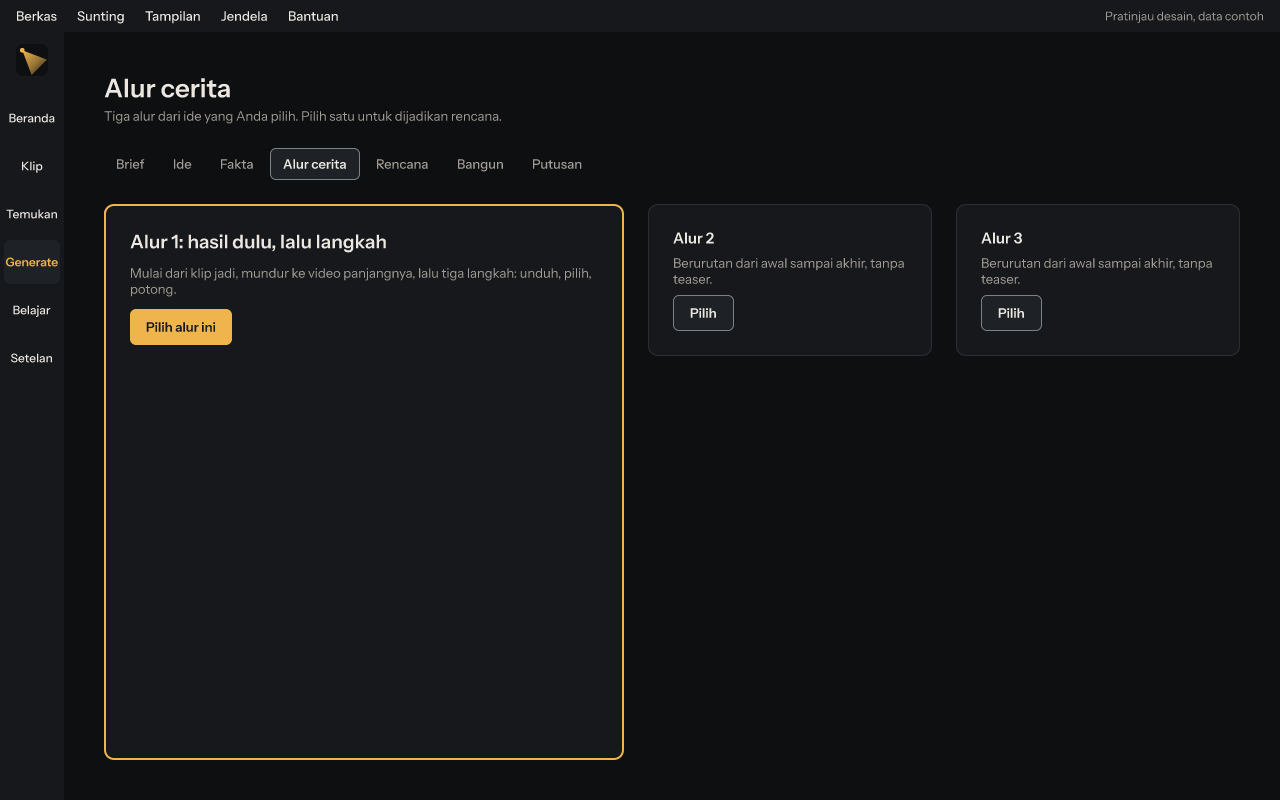 Berkas Sunting Tampilan Jendela Bantuan Pratinjau desain, data contoh
Beranda
Klip
Temukan
Generate
Belajar
Setelan
Alur cerita
Tiga alur dari ide yang Anda pilih. Pilih satu untuk dijadikan rencana.
Brief Ide Fakta Alur cerita Rencana Bangun Putusan
Alur 1: hasil dulu, lalu langkah
Mulai dari klip jadi, mundur ke video panjangnya, lalu tiga langkah: unduh, pilih,
potong.
Pilih alur ini
Alur 2
Berurutan dari awal sampai akhir, tanpa
teaser.
Pilih
Alur 3
Berurutan dari awal sampai akhir, tanpa
teaser.
Pilih